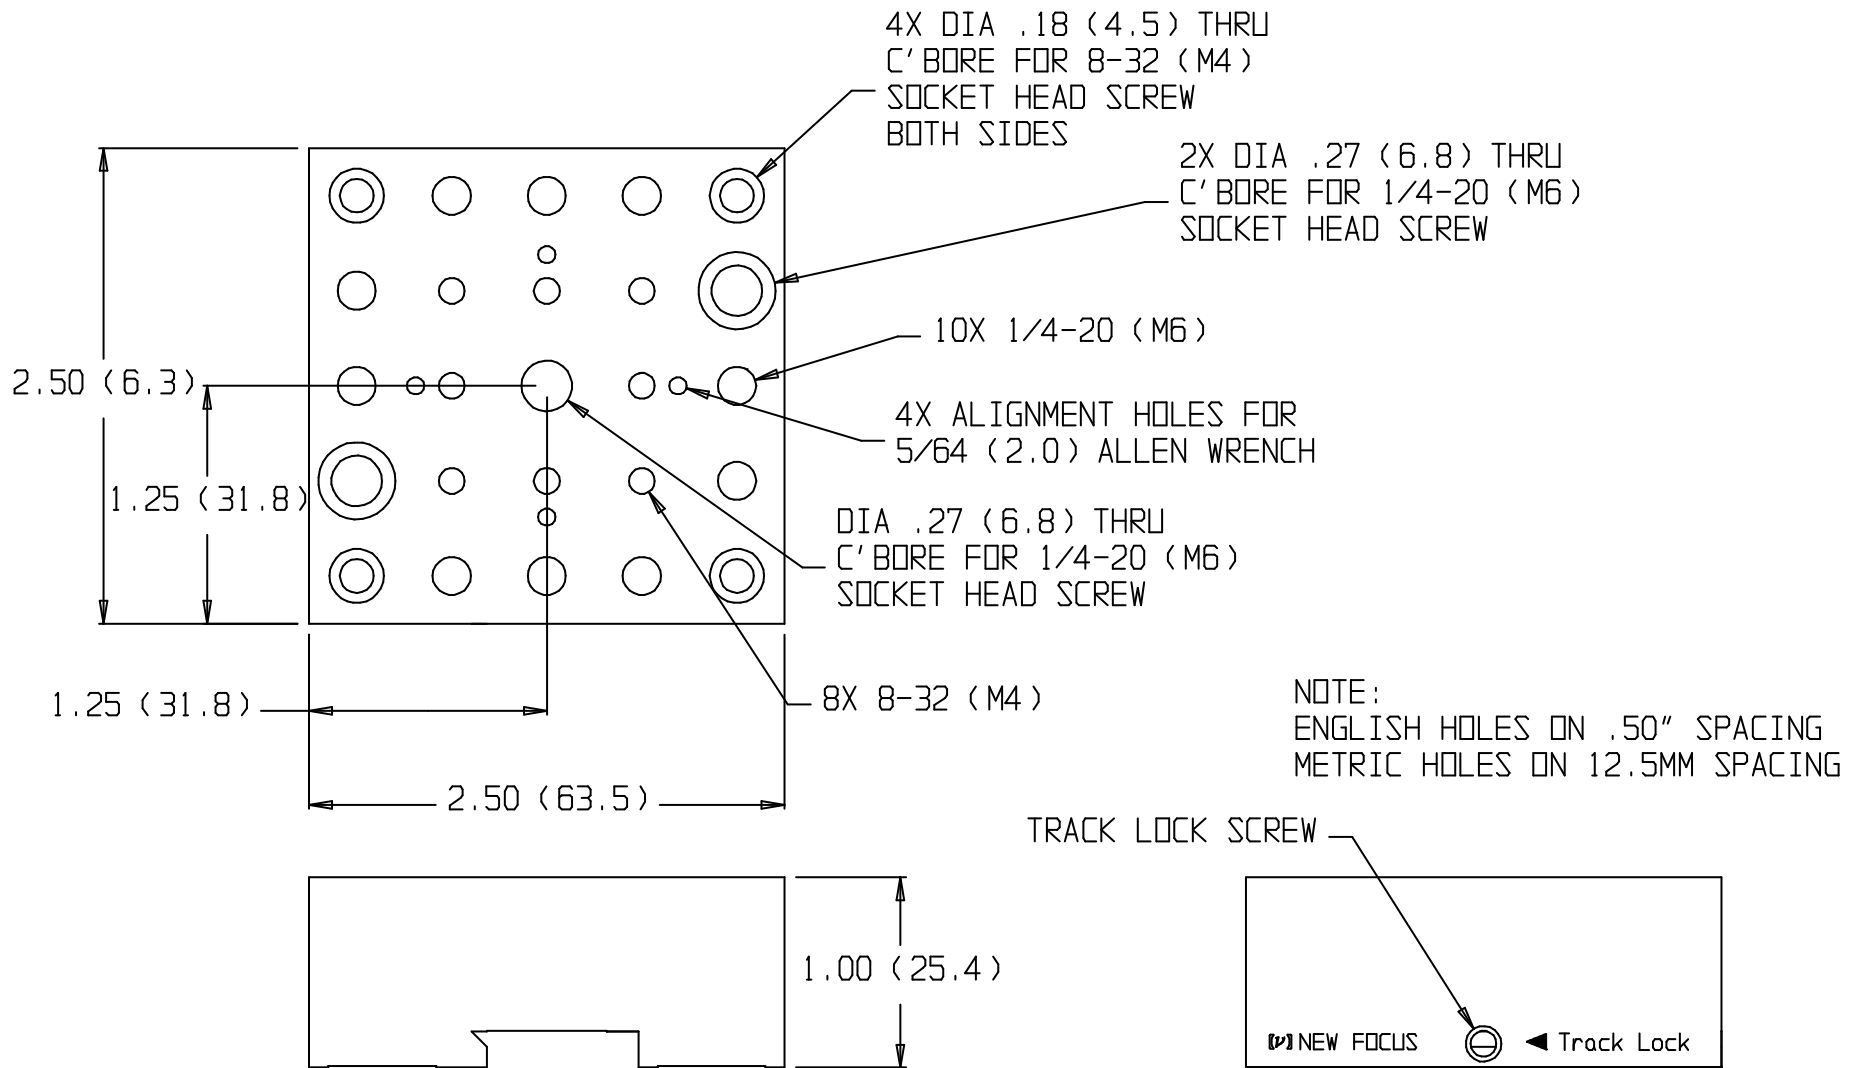 4X DIA .18 (4.5) THRU
C'BORE FOR 8-32 (M4)
SOCKET HEAD SCREW
BOTH SIDES
2X DIA .27 (6.8) THRU
C'BORE FOR 1/4-20 (M6)
SOCKET HEAD SCREW
10X 1/4-20 (M6)
2.50 (6.3)
4X ALIGNMENT HOLES FOR
5/64 (2.0) ALLEN WRENCH
1.25 (31.8)
DIA .27 (6.8) THRU
C'BORE FOR 1/4-20 (M6)
SOCKET HEAD SCREW
1.25 (31.8)
8X 8-32 (M4)
NOTE:
ENGLISH HOLES ON .50" SPACING
METRIC HOLES ON 12.5MM SPACING
2.50 (63.5)
TRACK LOCK SCREW
1.00 (25.4)
[ν] NEW FOCUS
◀ Track Lock